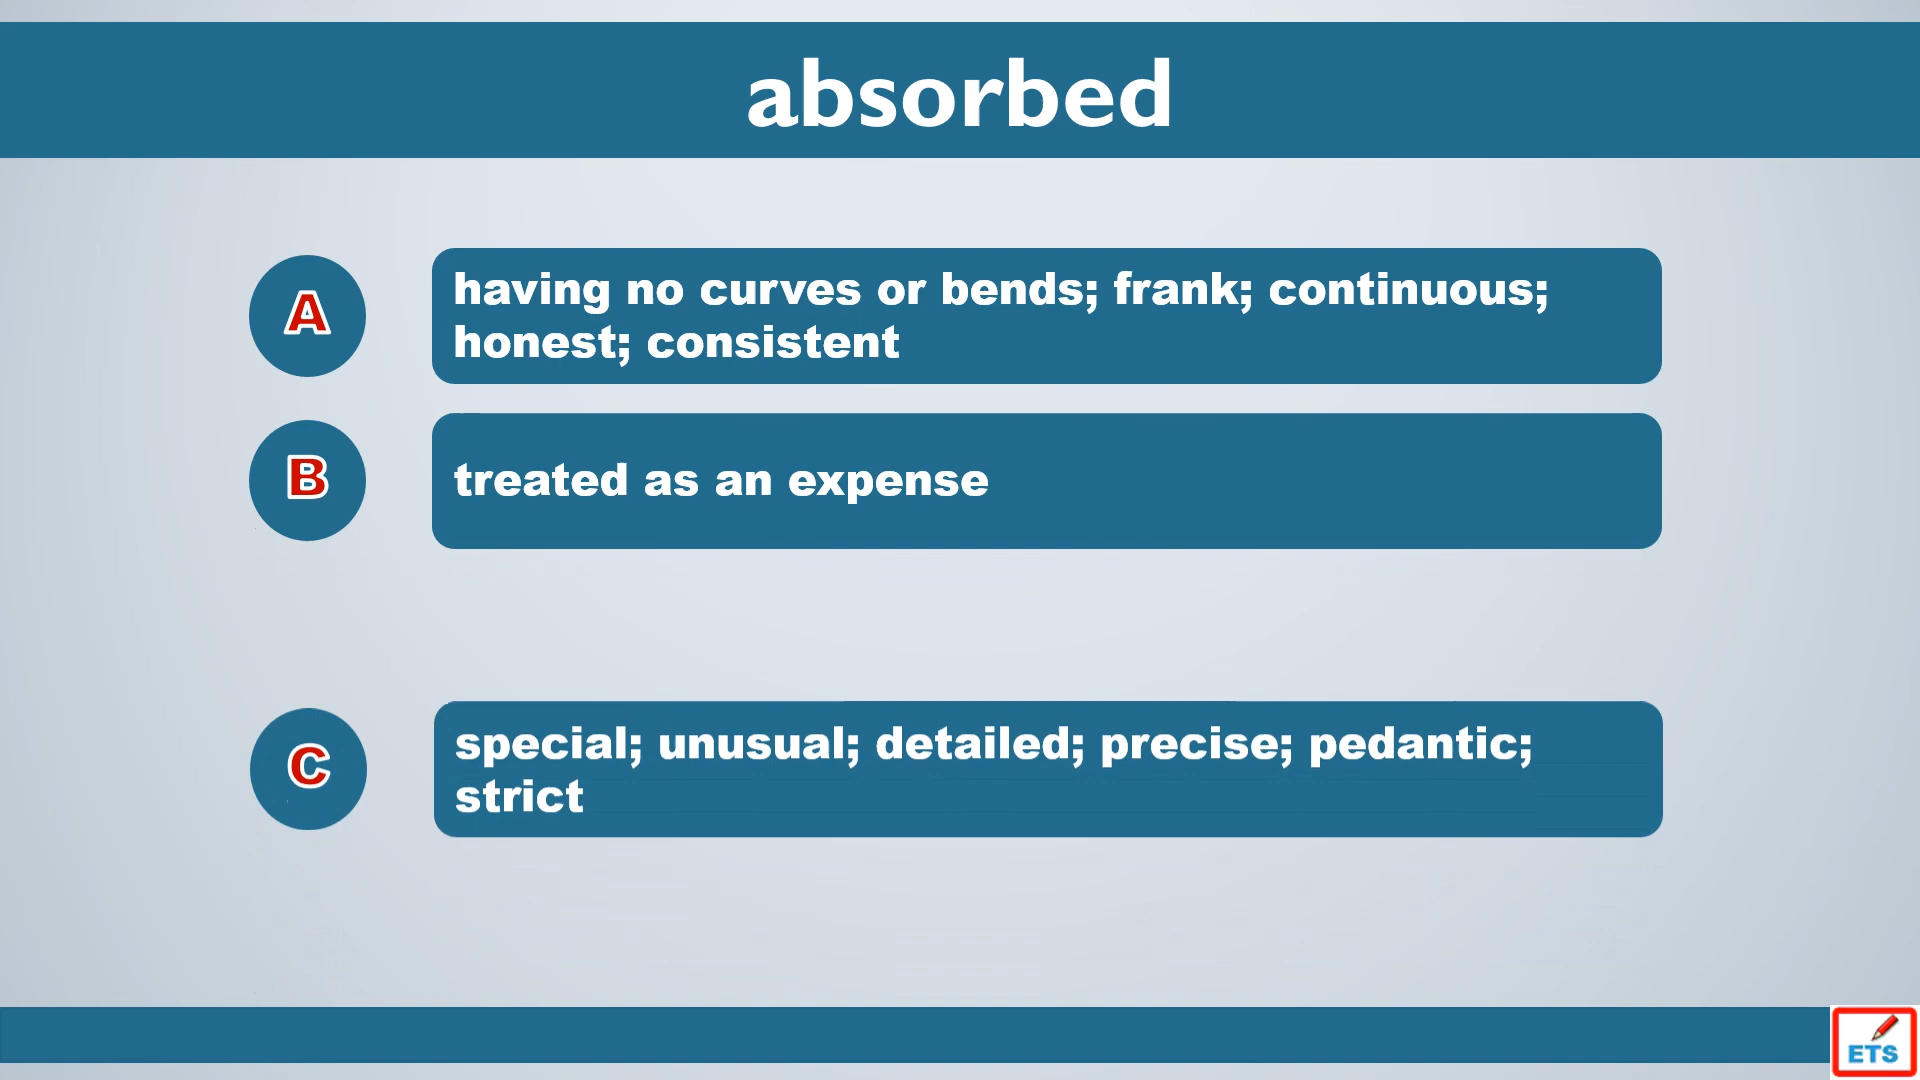 absorbed
A
having no curves or bends; frank; continuous;
honest; consistent
B
treated as an expense
C
special; unusual; detailed; precise; pedantic;
strict
ETS